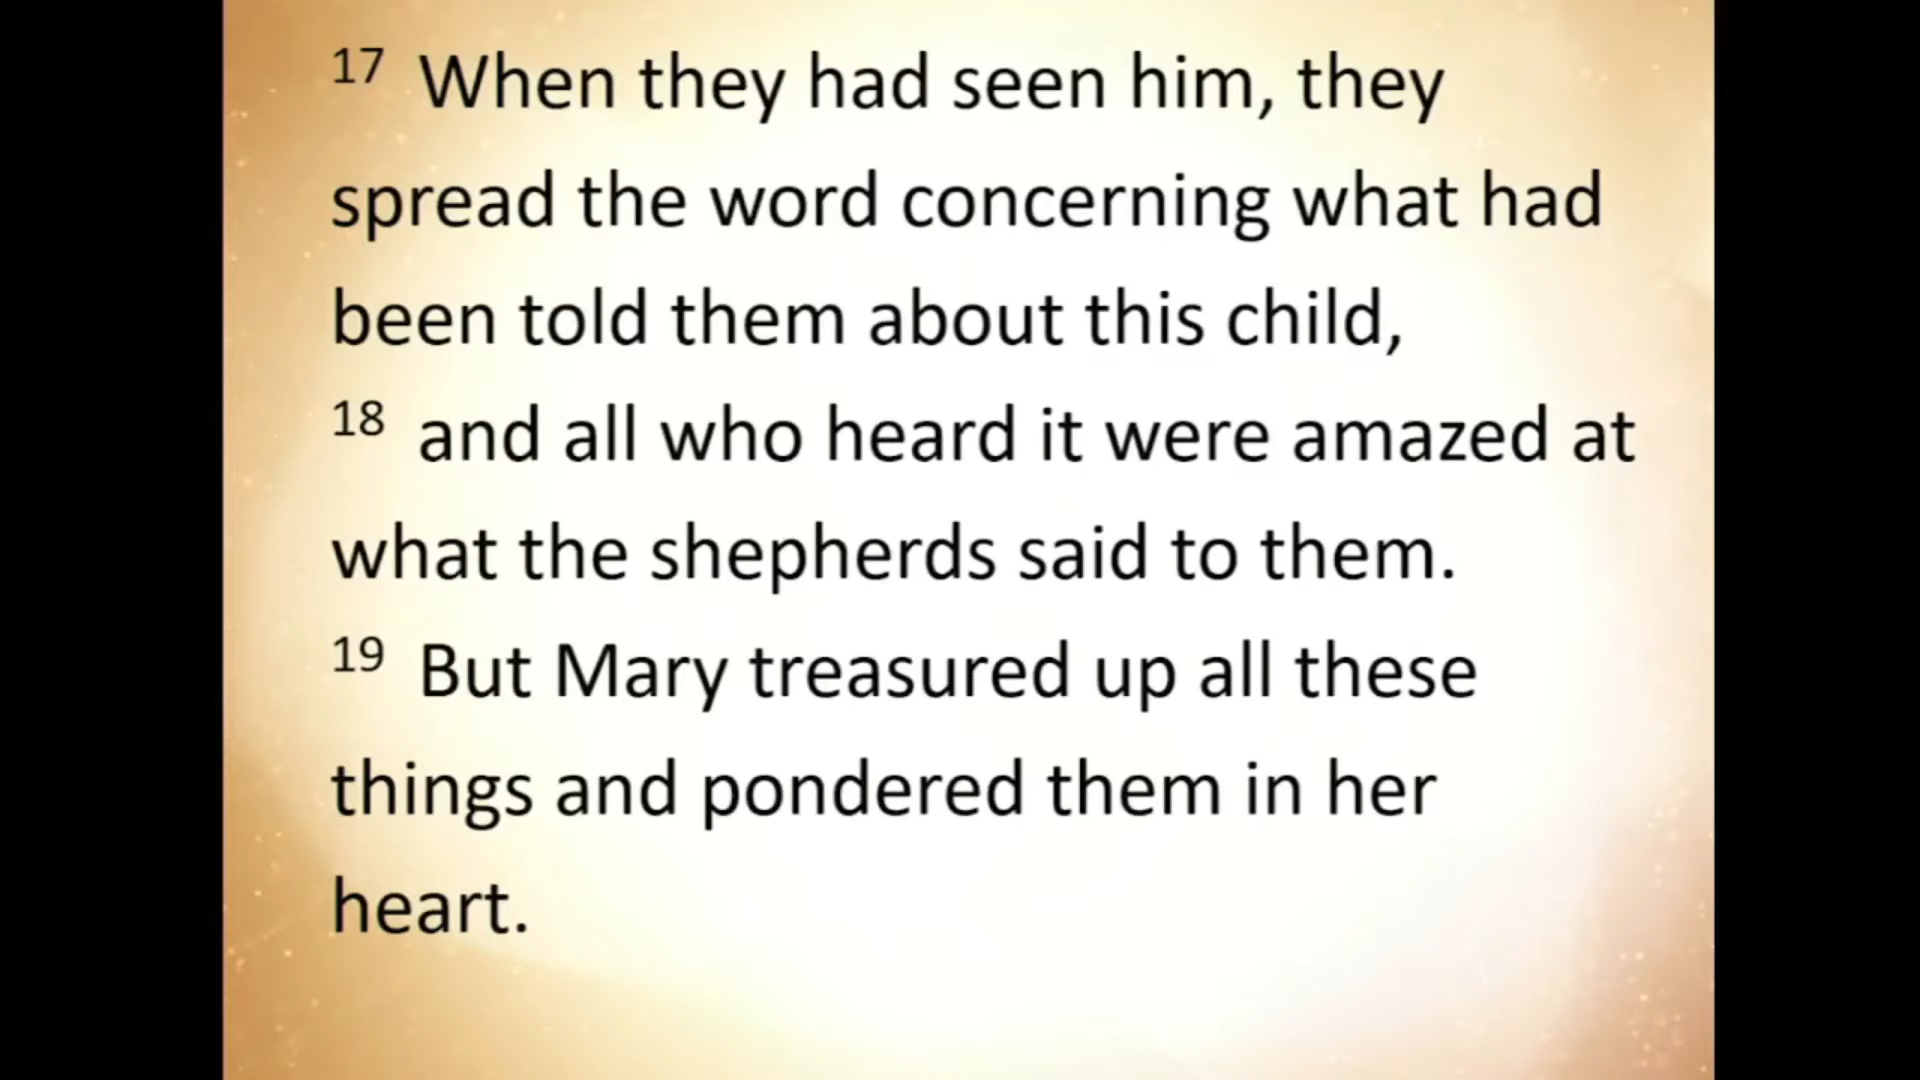 17 When they had seen him, they
spread the word concerning what had
been told them about this child,
18 and all who heard it were amazed at
what the shepherds said to them.
19 But Mary treasured up all these
things and pondered them in her
heart.